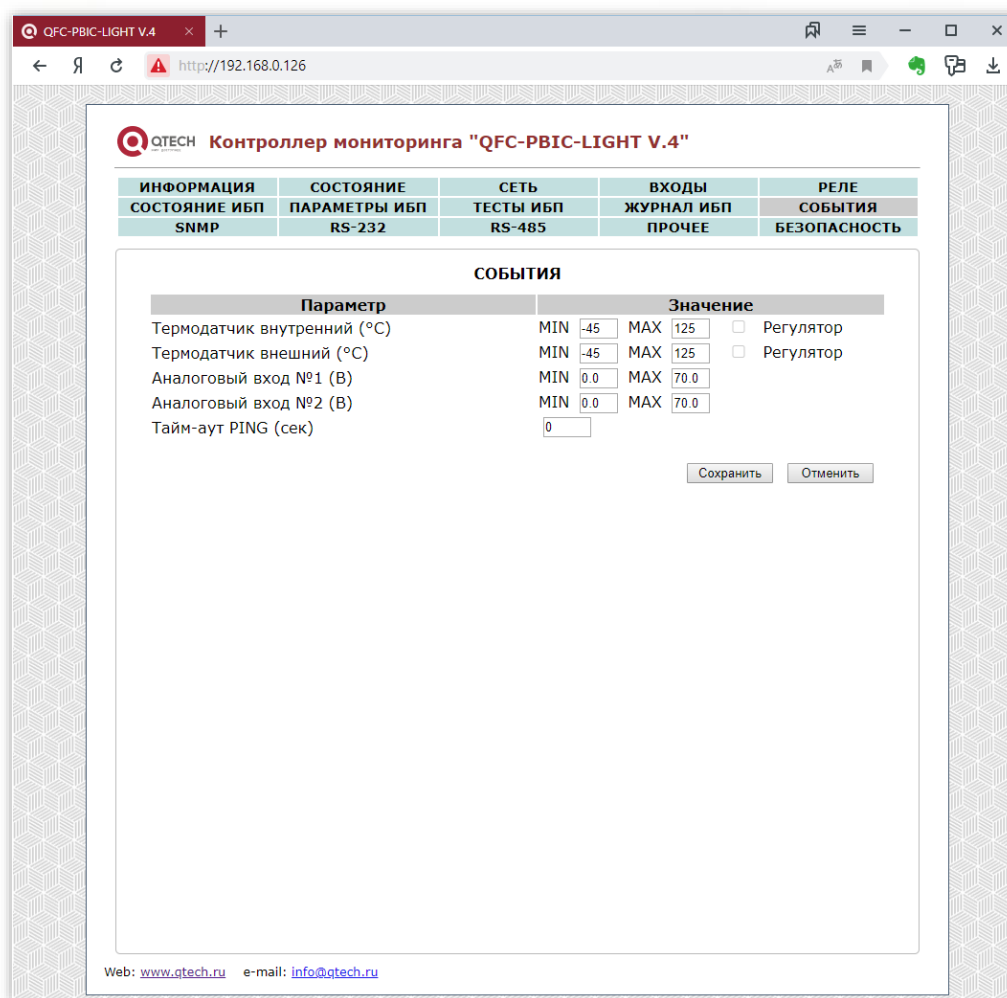 QFC-PBIC-LIGHT V.4
http://192.168.0.126
QTECH Контроллер мониторинга "QFC-PBIC-LIGHT V.4"
ИНФОРМАЦИЯ СОСТОЯНИЕ СЕТЬ ВХОДЫ РЕЛЕ
СОСТОЯНИЕ ИБП ПАРАМЕТРЫ ИБП ТЕСТЫ ИБП ЖУРНАЛ ИБП СОБЫТИЯ
SNMP RS-232 RS-485 ПРОЧЕЕ БЕЗОПАСНОСТЬ
СОБЫТИЯ
Параметр Значение
Термодатчик внутренний (°C) MIN -45 MAX 125 Регулятор
Термодатчик внешний (°C) MIN -45 MAX 125 Регулятор
Аналоговый вход №1 (В) MIN 0.0 MAX 70.0
Аналоговый вход №2 (В) MIN 0.0 MAX 70.0
Тайм-аут PING (сек) 0
Сохранить Отменить
Web: www.qtech.ru e-mail: info@qtech.ru